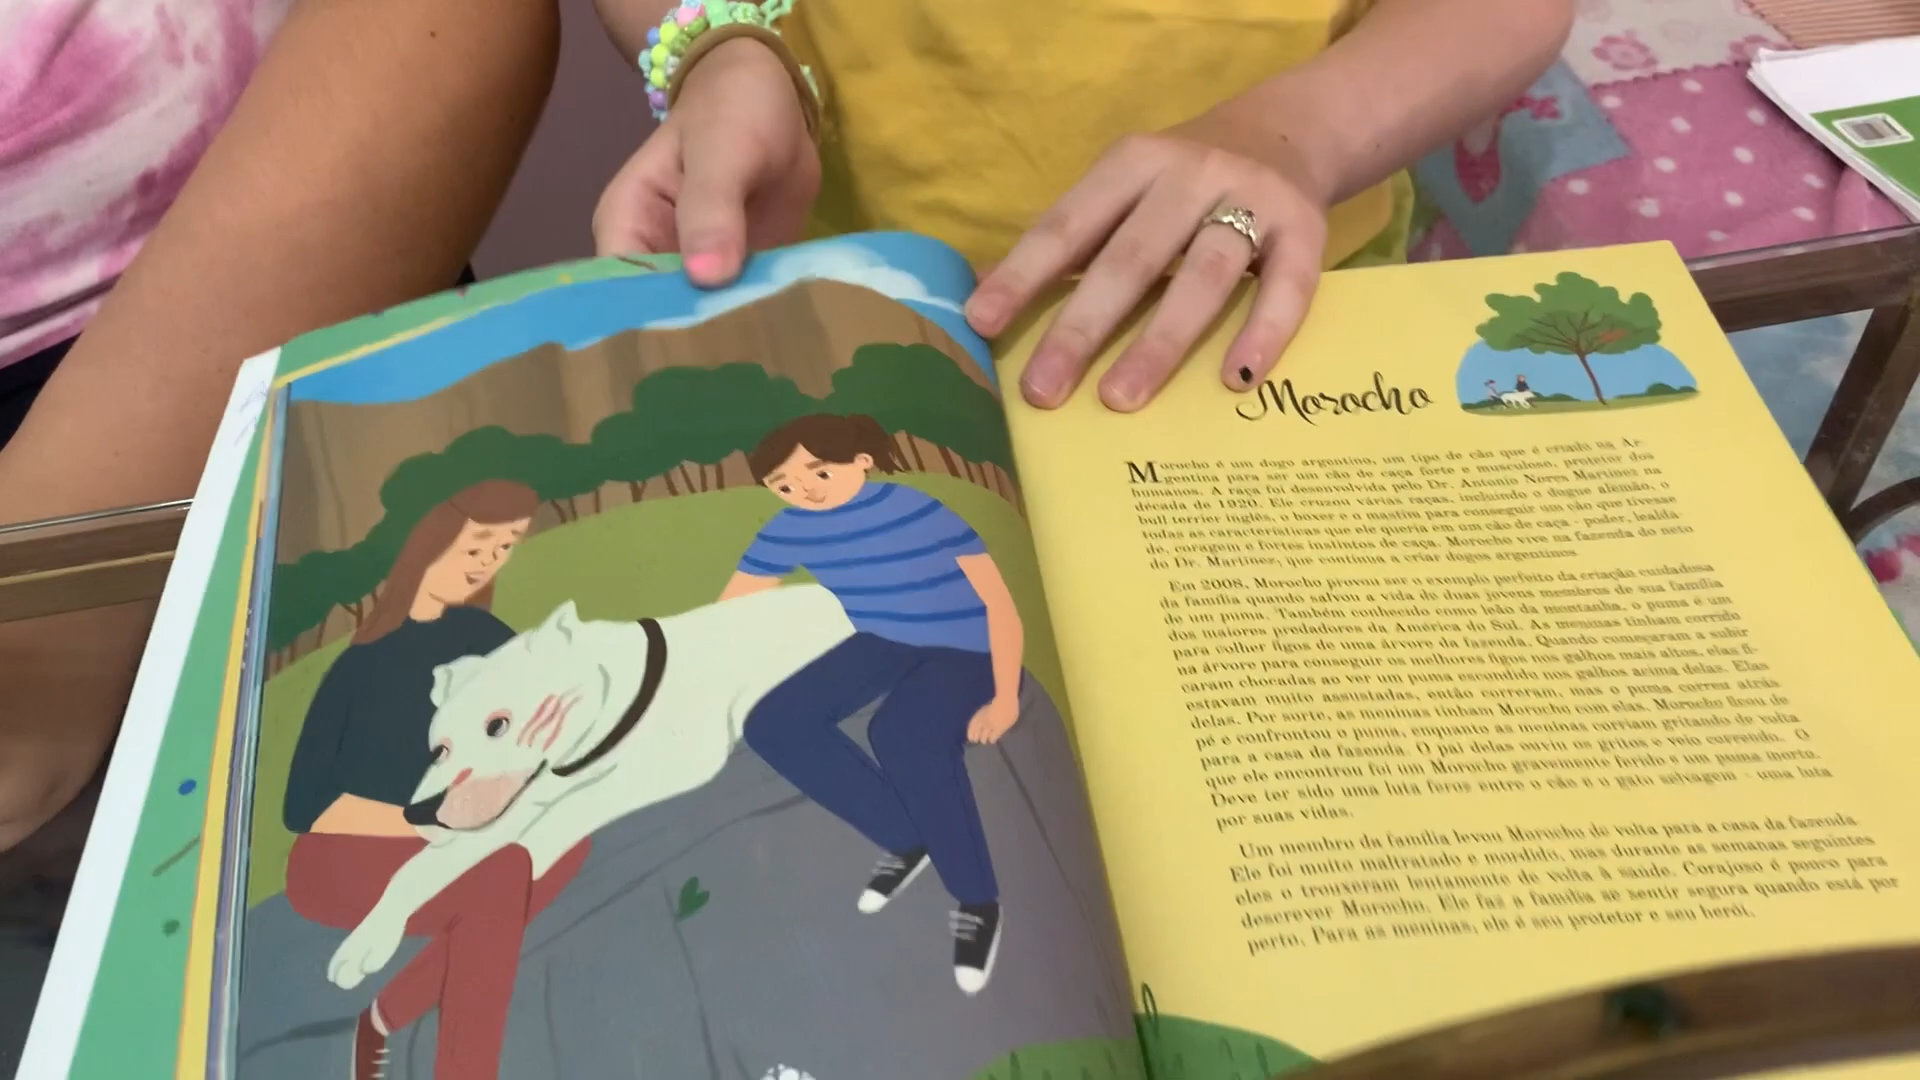 Morocho
Morocho é um dogo argentino, um tipo de cão que é criado na Ar-
gentina para ser um cão de caça forte e musculoso, protetor dos
humanos. A raça foi desenvolvida pelo Dr. Antonio Nores Martinez na
década de 1920. Ele cruzou várias raças, incluindo o dogue alemão, o
bull terrier inglês, o boxer e o mastim para conseguir um cão que tivesse
todas as características que ele queria em um cão de caça - poder, lealda-
de, coragem e fortes instintos de caça. Morocho vive na fazenda do neto
do Dr. Martinez, que continua a criar dogos argentinos.
Em 2008, Morocho provou ser o exemplo perfeito da criação cuidadosa
da família quando salvou a vida de duas jovens membros de sua família
de um puma. Também conhecido como leão da montanha, o puma é um
dos maiores predadores da América do Sul. As meninas tinham corrido
para colher figos de uma árvore da fazenda. Quando começaram a subir
na árvore para conseguir os melhores figos nos galhos mais altos, elas fi-
caram chocadas ao ver um puma escondido nos galhos acima delas. Elas
estavam muito assustadas, então correram, mas o puma correu atrás
delas. Por sorte, as meninas tinham Morocho com elas. Morocho ficou de
pé e confrontou o puma, enquanto as meninas corriam gritando de volta
para a casa da fazenda. O pai delas ouviu os gritos e veio correndo. O
que ele encontrou foi um Morocho gravemente ferido e um puma morto.
Deve ter sido uma luta feroz entre o cão e o gato selvagem - uma luta
por suas vidas.
Um membro da família levou Morocho de volta para a casa da fazenda.
Ele foi muito maltratado e mordido, mas durante as semanas seguintes
eles o trouxeram lentamente de volta à saúde. Corajoso é pouco para
descrever Morocho. Ele faz a família se sentir segura quando está por
perto. Para as meninas, ele é seu protetor e seu herói.